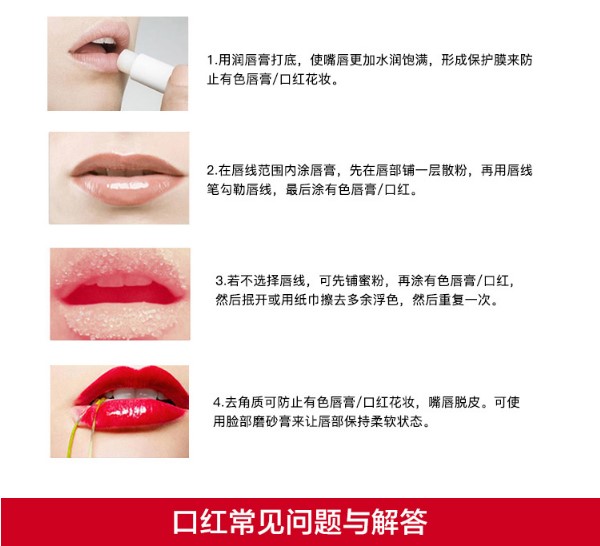 1.用润唇膏打底，使嘴唇更加水润饱满，形成保护膜来防
止有色唇膏/口红花妆。
2.在唇线范围内涂唇膏，先在唇部铺一层散粉，再用唇线
笔勾勒唇线，最后涂有色唇膏/口红。
3.若不选择唇线，可先铺蜜粉，再涂有色唇膏/口红，
然后抿开或用纸巾擦去多余浮色，然后重复一次。
4.去角质可防止有色唇膏/口红花妆，嘴唇脱皮。可使
用脸部磨砂膏来让唇部保持柔软状态。
口红常见问题与解答